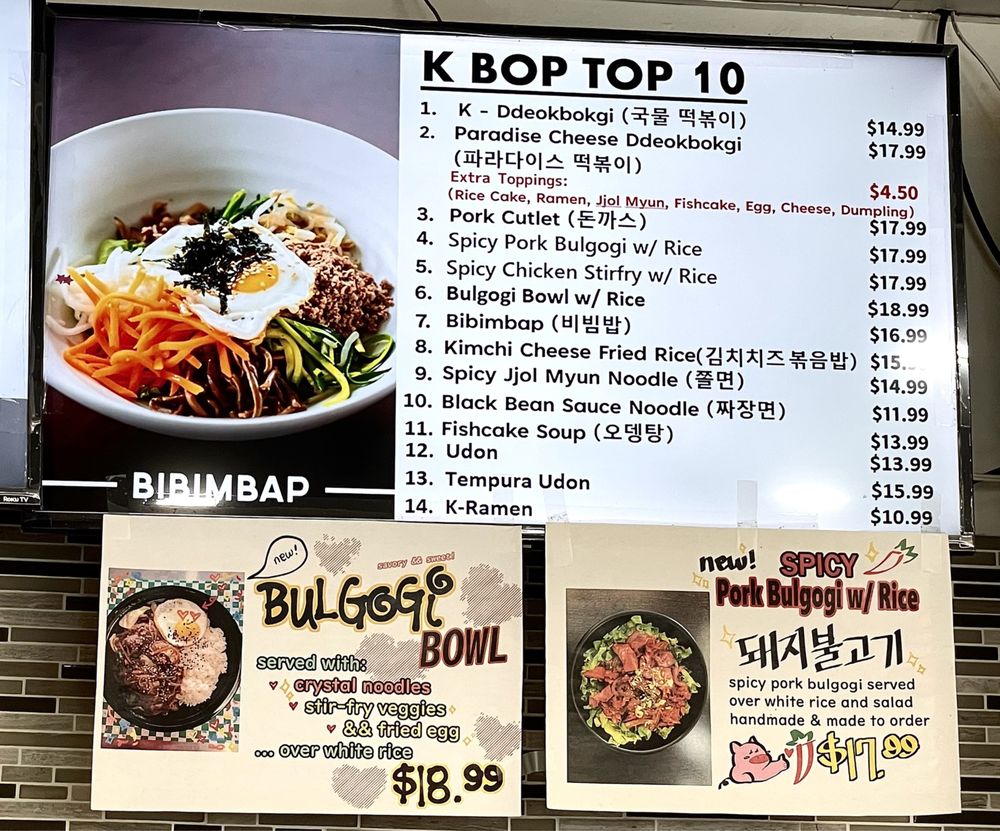 K BOP TOP 10
1. K - Ddeokbokgi (국물 떡볶이) $14.99
2. Paradise Cheese Ddeokbokgi $17.99
(파라다이스 떡볶이)
Extra Toppings: $4.50
(Rice Cake, Ramen, Jjol Myun, Fishcake, Egg, Cheese, Dumpling)
3. Pork Cutlet (돈까스) $17.99
4. Spicy Pork Bulgogi w/ Rice $17.99
5. Spicy Chicken Stirfry w/ Rice $17.99
6. Bulgogi Bowl w/ Rice $18.99
7. Bibimbap (비빔밥) $16.99
8. Kimchi Cheese Fried Rice(김치치즈 볶음밥)
9. Spicy Jjol Myun Noodle (쫄면) $14.99
10. Black Bean Sauce Noodle (짜장면) $11.99
11. Fishcake Soup (오뎅탕) $13.99
12. Udon $13.99
13. Tempura Udon $15.99
14. K-Ramen $10.99
BIBIMBAP
Roku TV
new!
savory && sweet!
BULGOGI
BOWL
served with:
crystal noodles
stir-fry veggies
&& fried egg
... over white rice
$18.99
new! SPICY
Pork Bulgogi w/ Rice
돼지불고기
spicy pork bulgogi served
over white rice and salad
handmade & made to order
$17.99